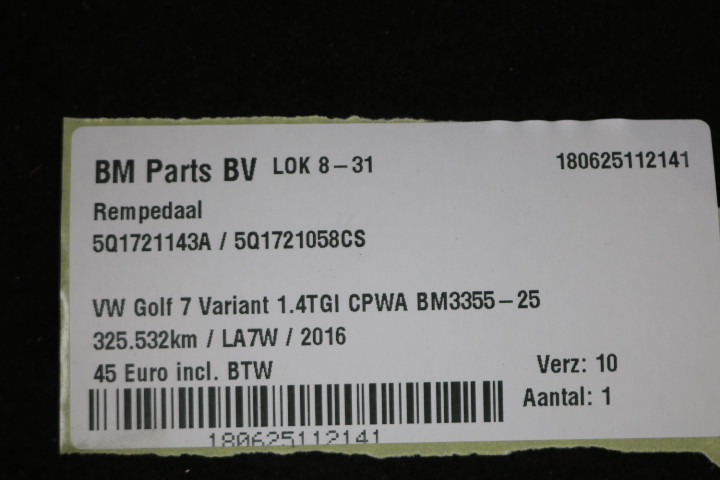 BM Parts BV LOK 8-31 180625112141
Rempedaal
5Q1721143A / 5Q1721058CS
VW Golf 7 Variant 1.4TGI CPWA BM3355-25
325.532km / LA7W / 2016
45 Euro incl. BTW Verz: 10
Aantal: 1
180625112141